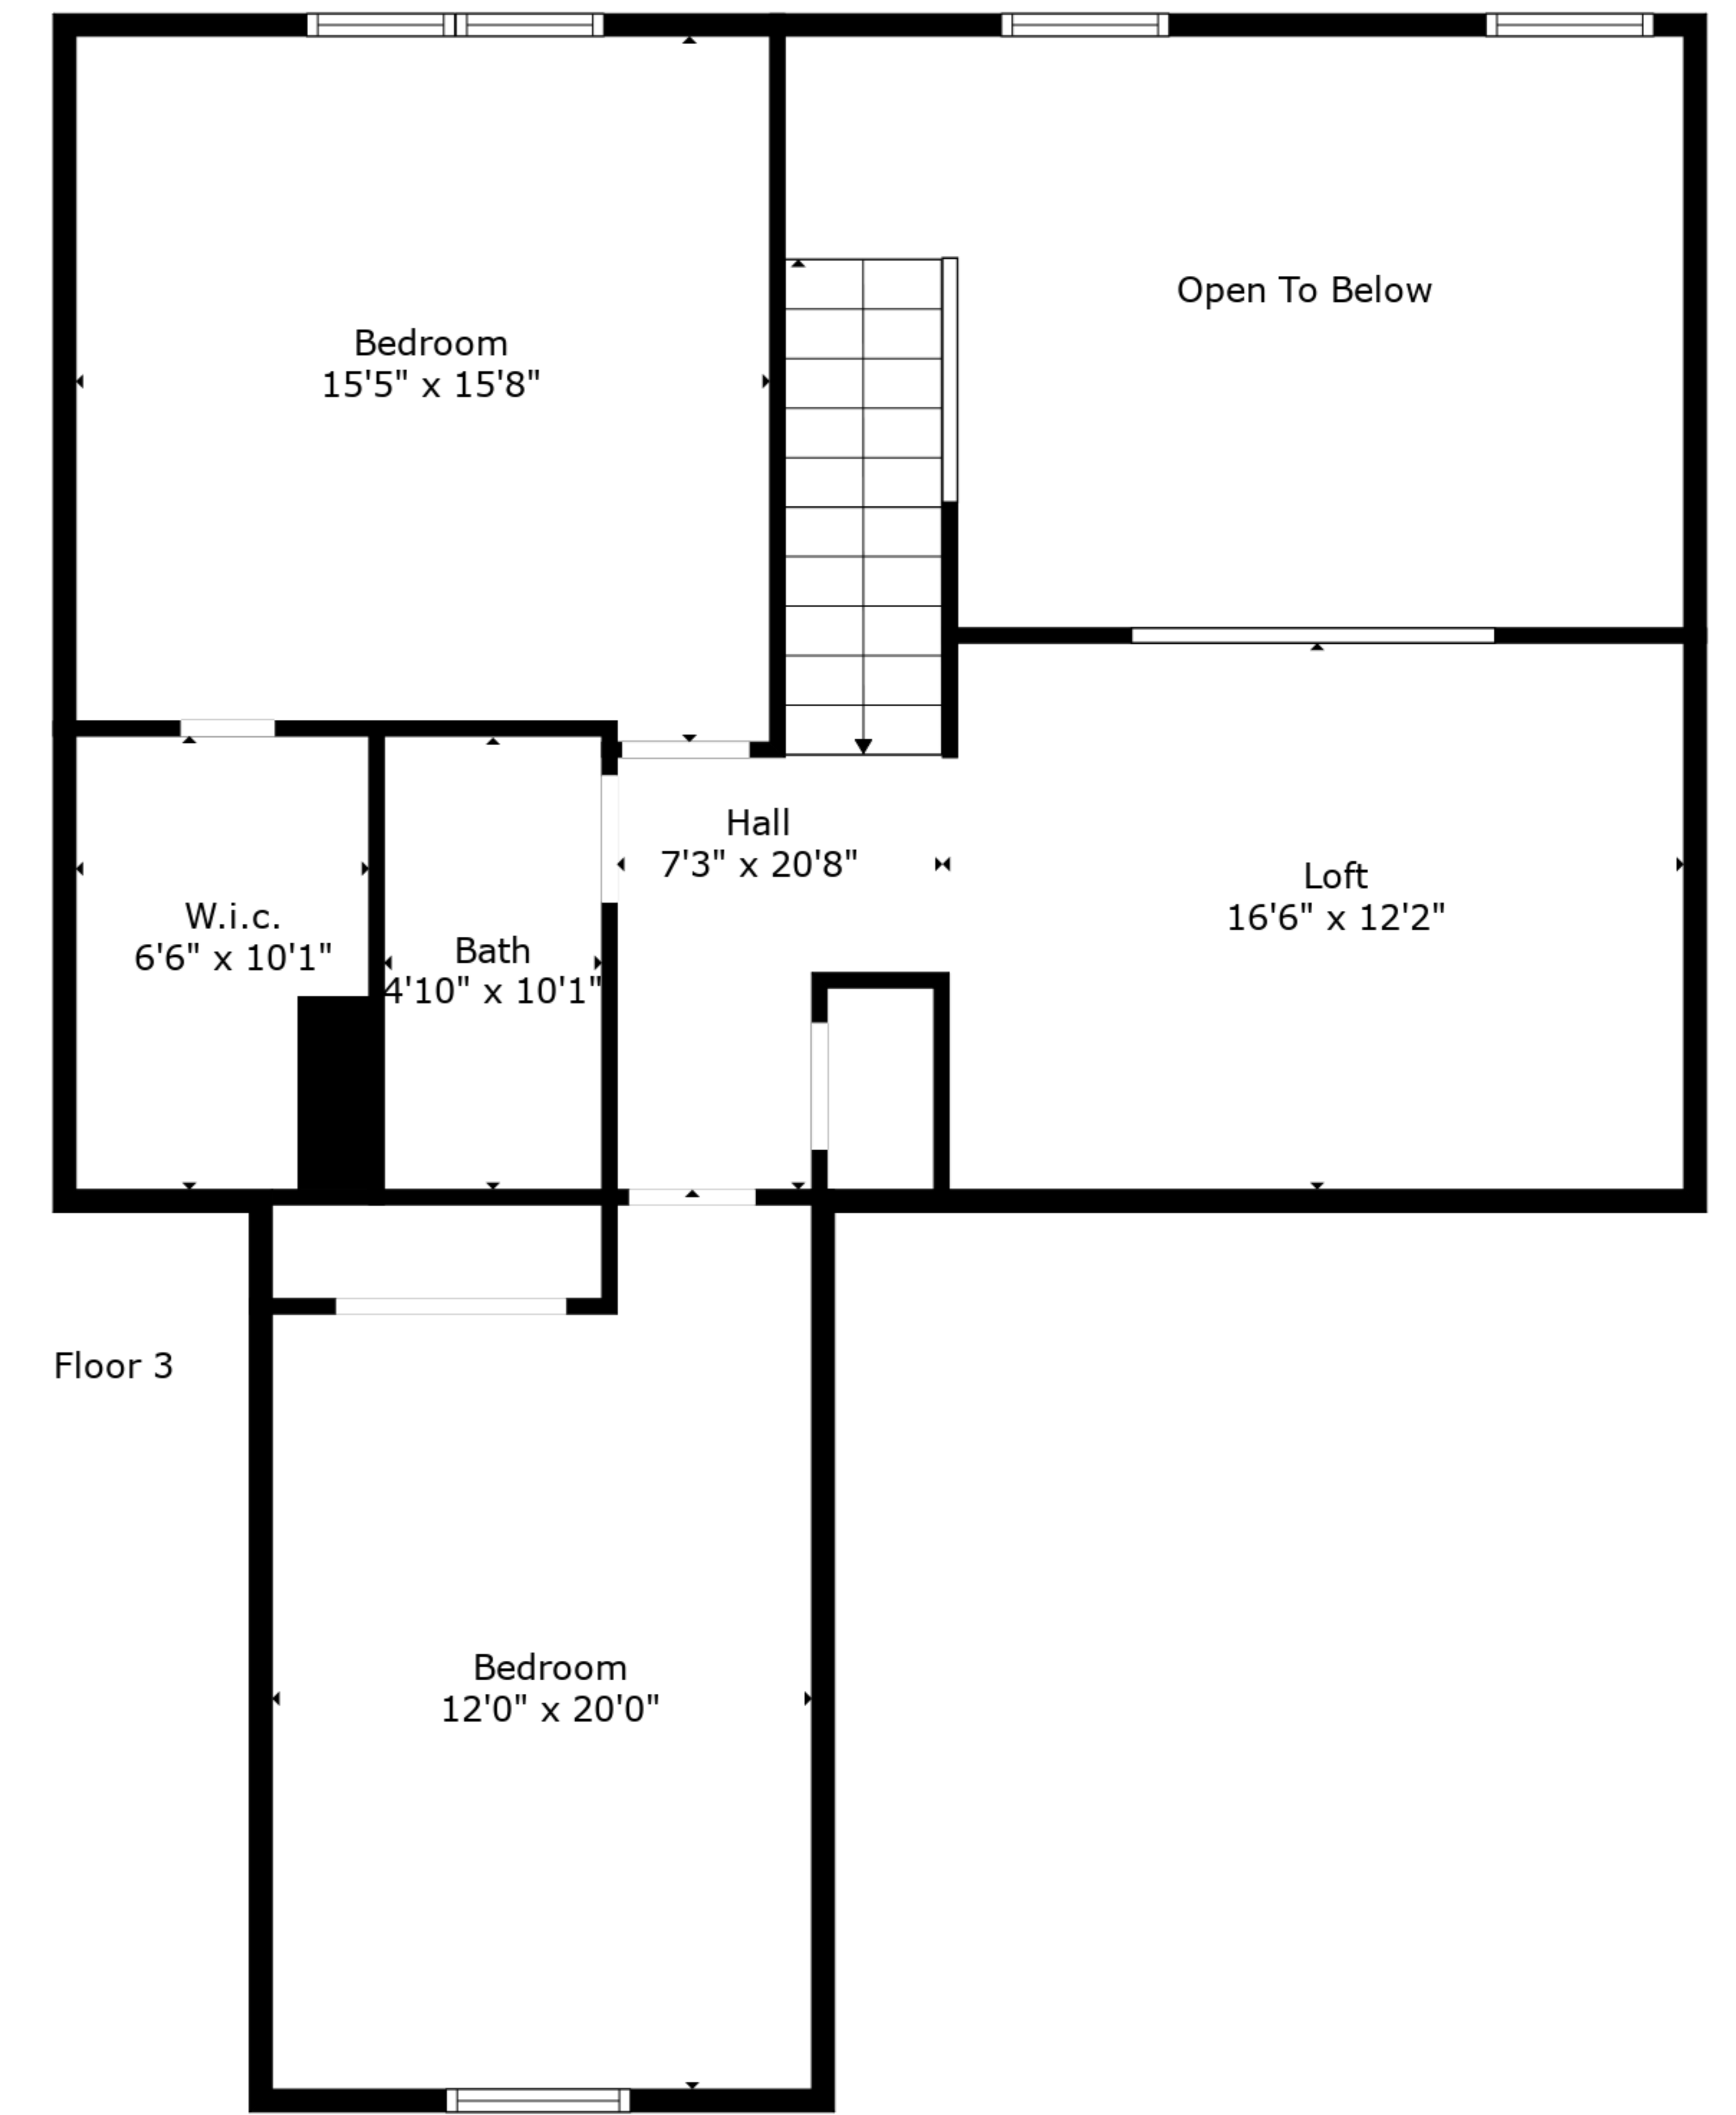 Open To Below
Bedroom
15'5" x 15'8"
Hall
7'3" x 20'8"
Loft
16'6" x 12'2"
W.i.c.
6'6" x 10'1"
Bath
4'10" x 10'1"
Floor 3
Bedroom
12'0" x 20'0"